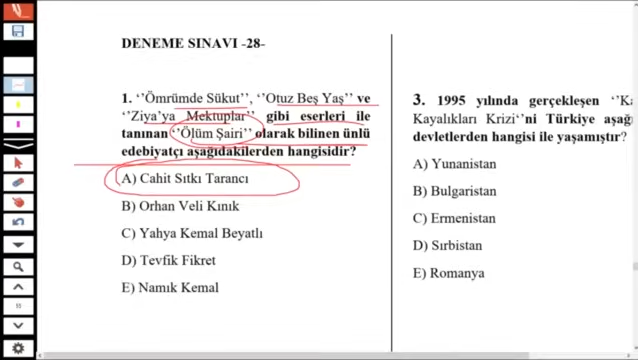 DENEME SINAVI -28-
1. ‘’Ömrümde Sükut’’, ‘’Otuz Beş Yaş’’ ve
‘’Ziya’ya Mektuplar’’ gibi eserleri ile
tanınan ‘’Ölüm Şairi’’ olarak bilinen ünlü
edebiyatçı aşağıdakilerden hangisidir?
A) Cahit Sıtkı Tarancı
B) Orhan Veli Kınık
C) Yahya Kemal Beyatlı
D) Tevfik Fikret
E) Namık Kemal
3. 1995 yılında gerçekleşen
Kayalıkları Krizi’’ni Türkiye
devletlerden hangisi ile yaşamıştır?
A) Yunanistan
B) Bulgaristan
C) Ermenistan
D) Sırbistan
E) Romanya